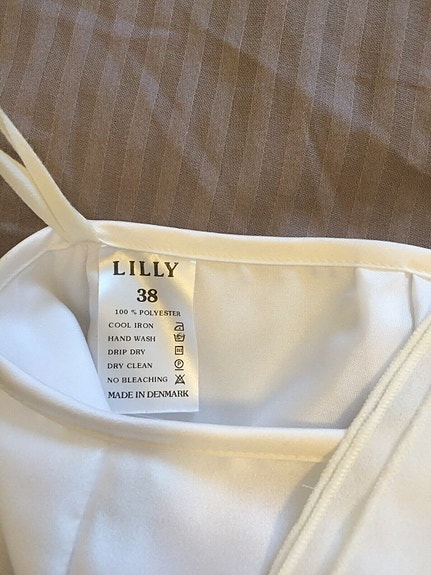 LILLY
38
100 % POLYESTER
COOL IRON
HAND WASH
DRIP DRY
DRY CLEAN
NO BLEACHING
MADE IN DENMARK